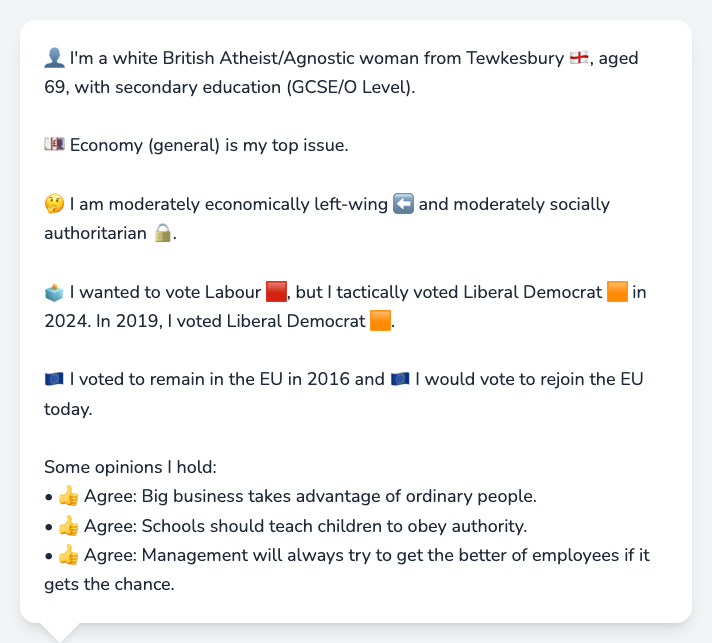 👤 I'm a white British Atheist/Agnostic woman from Tewkesbury 🏴󠁧󠁢󠁥󠁮󠁧󠁿, aged
69, with secondary education (GCSE/O Level).
💷 Economy (general) is my top issue.
🤔 I am moderately economically left-wing ⬅️ and moderately socially
authoritarian 🔒.
🗳️ I wanted to vote Labour 🟥, but I tactically voted Liberal Democrat 🟧 in
2024. In 2019, I voted Liberal Democrat 🟧.
🇪🇺 I voted to remain in the EU in 2016 and 🇪🇺 I would vote to rejoin the EU
today.
Some opinions I hold:
• 👍 Agree: Big business takes advantage of ordinary people.
• 👍 Agree: Schools should teach children to obey authority.
• 👍 Agree: Management will always try to get the better of employees if it
gets the chance.